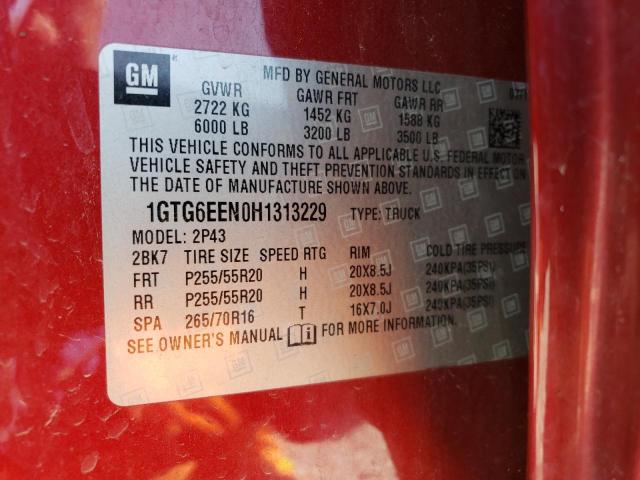 GM
MFD BY GENERAL MOTORS LLC
GVWR GAWR FRT GAWR RR
2722 KG 1452 KG 1588 KG
6000 LB 3200 LB 3500 LB
THIS VEHICLE CONFORMS TO ALL APPLICABLE U.S. FEDERAL MOTOR
VEHICLE SAFETY AND THEFT PREVENTION STANDARDS IN EFFECT ON
THE DATE OF MANUFACTURE SHOWN ABOVE.
1GTG6EEN0H1313229 TYPE: TRUCK
MODEL: 2P43
2BK7 TIRE SIZE SPEED RTG RIM COLD TIRE PRESSURE
FRT P255/55R20 H 20X8.5J 240KPA(35PSI)
RR P255/55R20 H 20X8.5J 240KPA(35PSI)
SPA 265/70R16 T 16X7.0J 240KPA(35PSI)
SEE OWNER'S MANUAL FOR MORE INFORMATION.